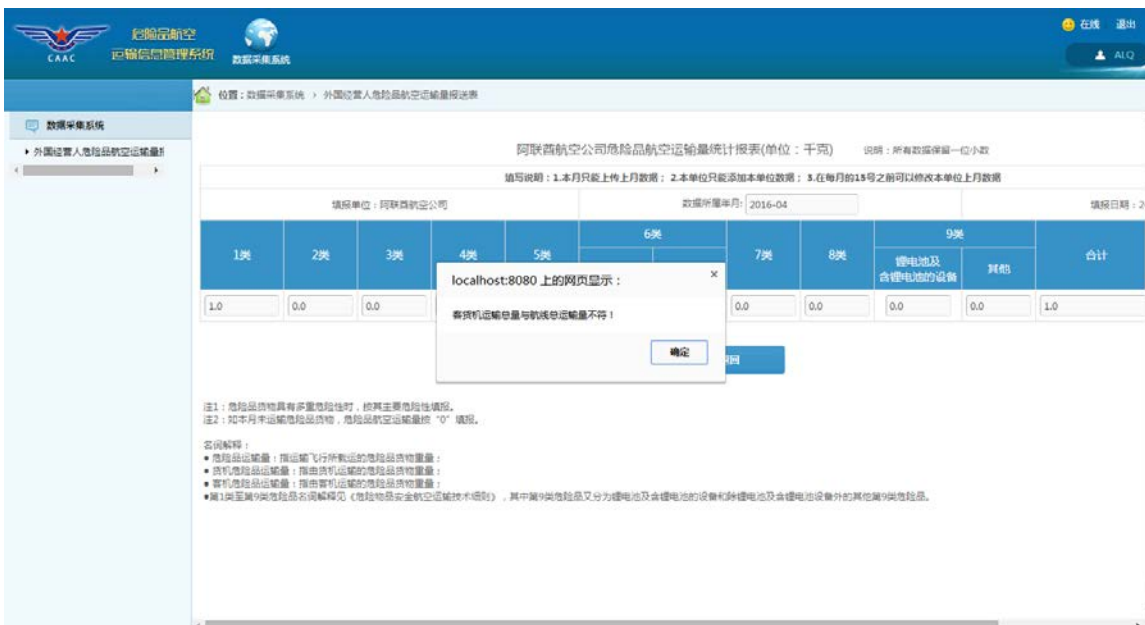 危险品航空
运输信息管理系统
CAAC
数据采集系统
在线 退出
ALQ
位置：数据采集系统 › 外国经营人危险品航空运输量报送表
数据采集系统
外国经营人危险品航空运输量
阿联酋航空公司危险品航空运输量统计报表(单位：千克) 说明：所有数据保留一位小数
填写说明：1.本月只能上传上月数据； 2.本单位只能添加本单位数据； 3.在每月的15号之前可以修改本单位上月数据
填报单位：阿联酋航空公司 数据所属年月: 2016-04 填报日期：2
1类 2类 3类 4类 5类 6类 7类 8类 9类 合计
锂电池及
含锂电池的设备 其他
1.0 0.0 0.0 0.0 0.0 0.0 0.0 1.0
localhost:8080 上的网页显示：
×
客货机运输总量与航线总运输量不符！
确定
回
注1：危险品货物具有多重危险性时，按其主要危险性填报。
注2：如本月未运输危险品货物，危险品航空运输量按“0”填报。
名词解释：
● 危险品运输量：指运输飞行所载运的危险品货物重量；
● 货机危险品运输量：指由货机运输的危险品货物重量；
● 客机危险品运输量：指由客机运输的危险品货物重量；
●第1类至第9类危险品名词解释见《危险物品安全航空运输技术细则》，其中第9类危险品又分为锂电池及含锂电池的设备和除锂电池及含锂电池设备外的其他第9类危险品。